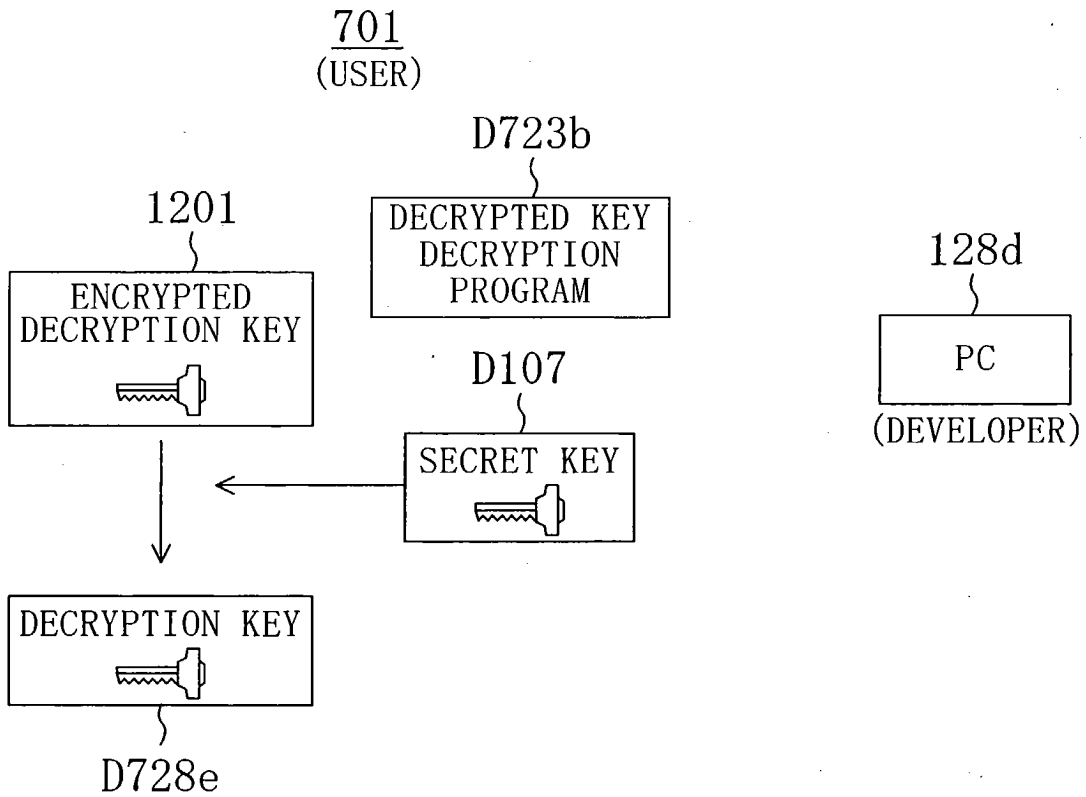 701
(USER)
D723b
DECRYPTED KEY
DECRYPTION
PROGRAM
1201
ENCRYPTED
DECRYPTION KEY
128d
PC
(DEVELOPER)
D107
SECRET KEY
DECRYPTION KEY
D728e